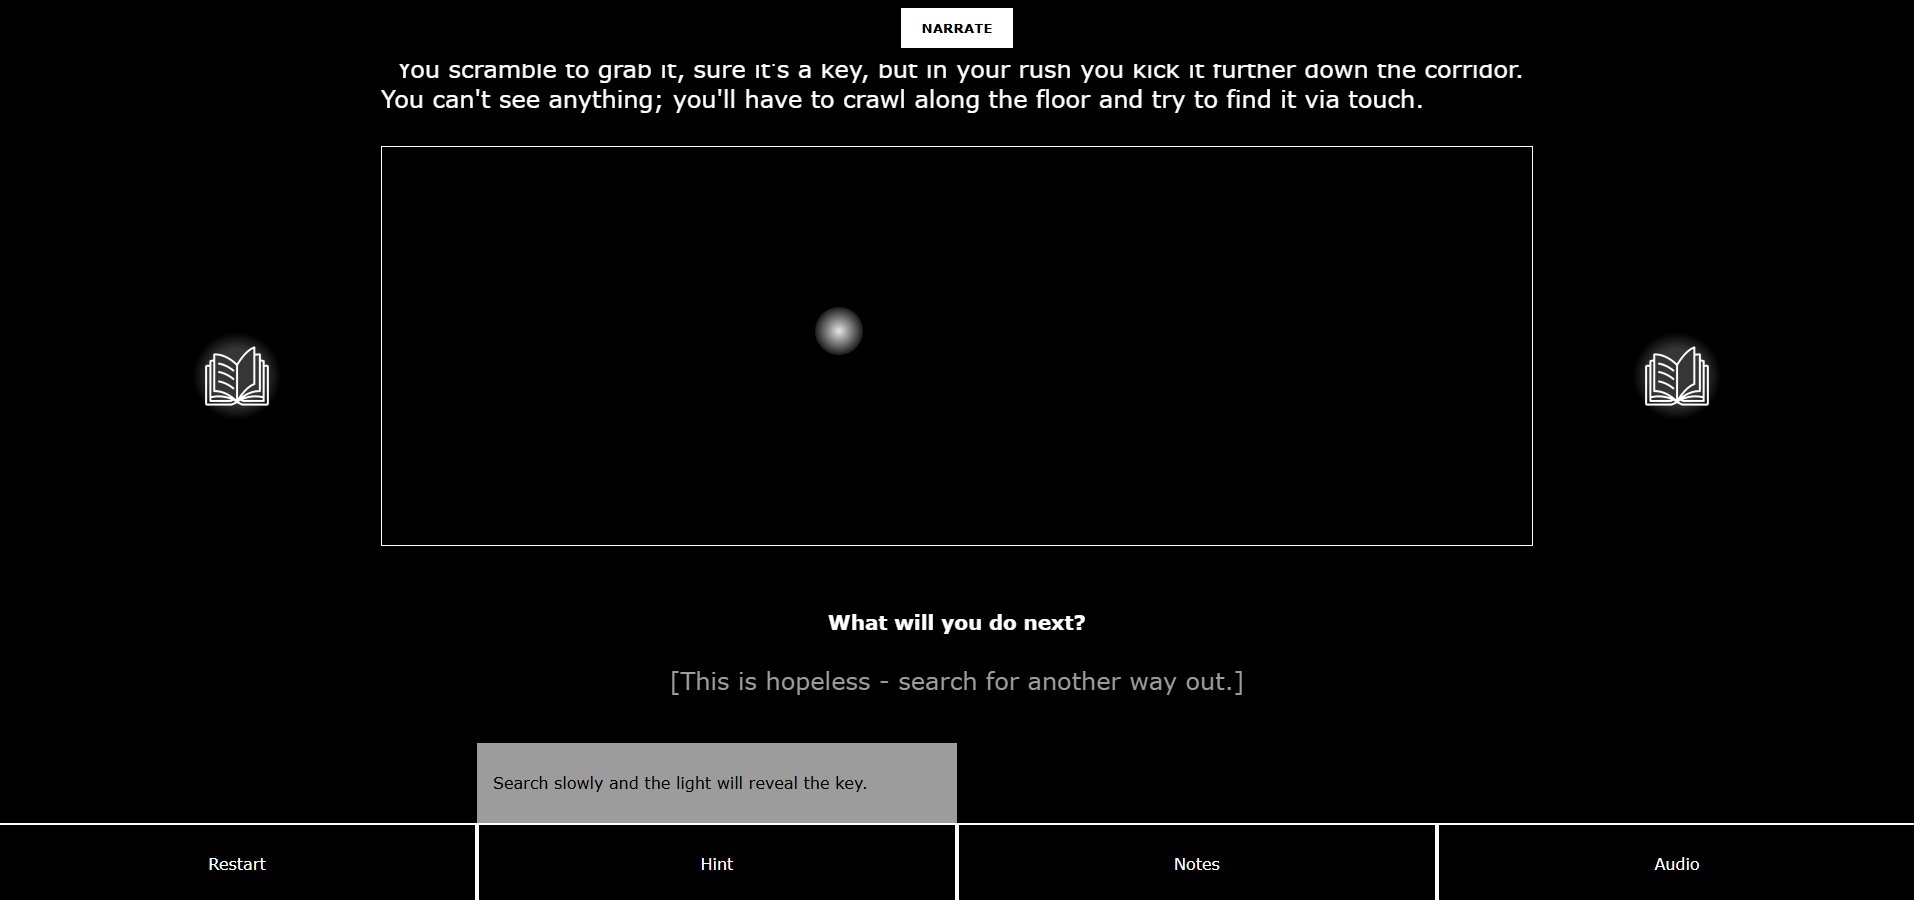 NARRATE
You scramble to grab it, sure it's a key, but in your rush you kick it further down the corridor.
You can't see anything; you'll have to crawl along the floor and try to find it via touch.
What will you do next?
[This is hopeless - search for another way out.]
Search slowly and the light will reveal the key.
Restart
Hint
Notes
Audio